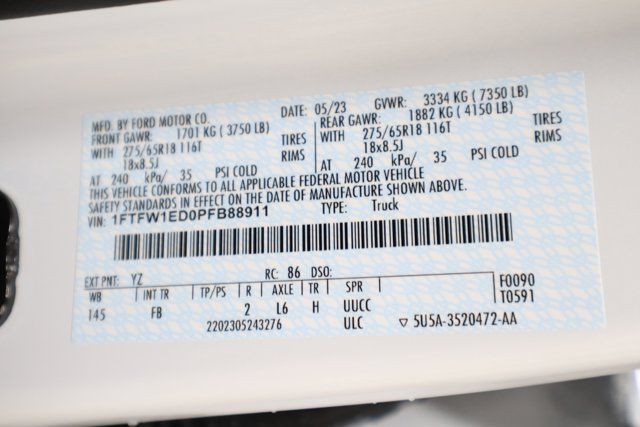 MFD. BY FORD MOTOR CO. DATE: 05/23 GVWR: 3334 KG ( 7350 LB)
FRONT GAWR: 1701 KG ( 3750 LB) REAR GAWR: 1882 KG ( 4150 LB)
WITH 275/65R18 116T TIRES WITH 275/65R18 116T TIRES
18x8.5J RIMS 18x8.5J RIMS
AT 240 kPa/ 35 PSI COLD AT 240 kPa/ 35 PSI COLD
THIS VEHICLE CONFORMS TO ALL APPLICABLE FEDERAL MOTOR VEHICLE
SAFETY STANDARDS IN EFFECT ON THE DATE OF MANUFACTURE SHOWN ABOVE.
VIN: 1FTFW1ED0PFB88911 TYPE: Truck
EXT PNT: YZ RC: 86 DSO:
WB INT TR TP/PS R AXLE TR SPR F0090
145 FB 2 L6 H UUCC T0591
2202305243276 ULC ▽ 5U5A-3520472-AA